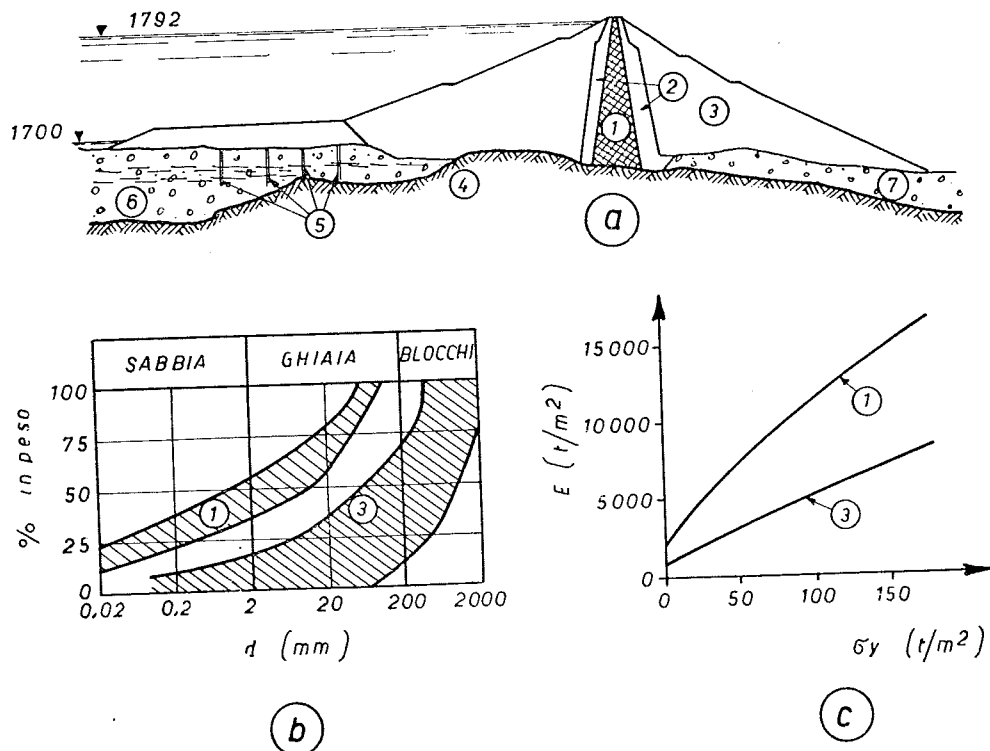 1792
1700
1
2
3
4
5
6
7
a
SABBIA GHIAIA BLOCCHI
100
75
50
25
0
% in peso
1
3
0,02 0,2 2 20 200 2000
d (mm)
b
E (t/m²)
15 000
10 000
5 000
0
1
3
0 50 100 150
σy (t/m²)
c